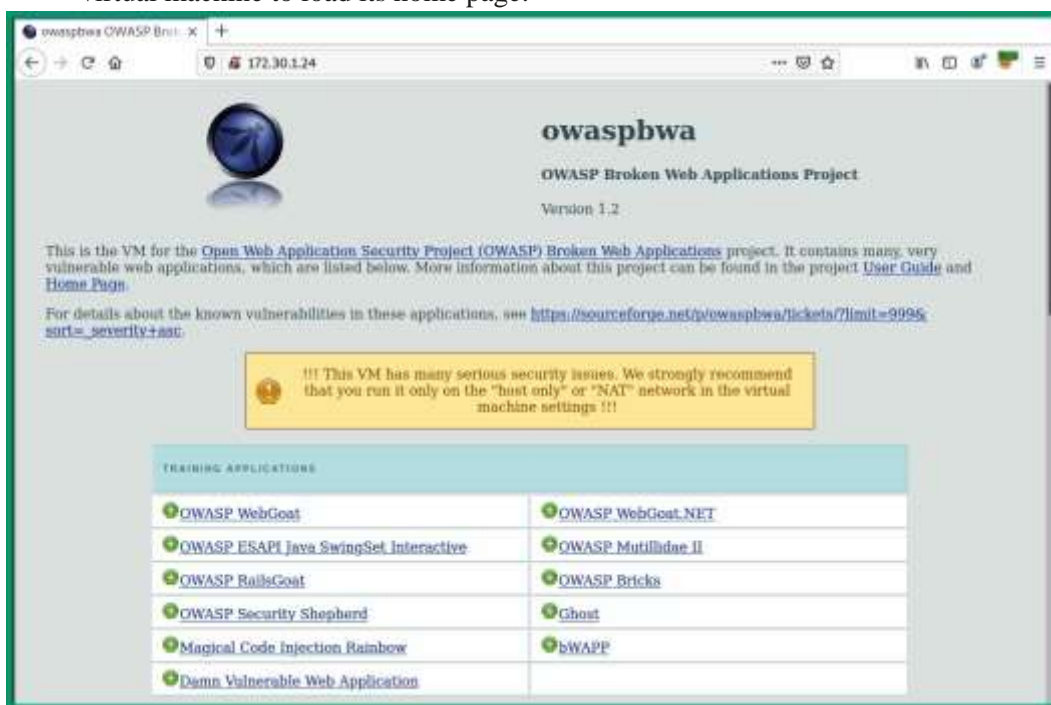 virtual machine to load its home page.
owaspbwa OWASP Bro
172.30.1.24
owaspbwa
OWASP Broken Web Applications Project
Version 1.2
This is the VM for the Open Web Application Security Project (OWASP) Broken Web Applications project. It contains many, very
vulnerable web applications, which are listed below. More information about this project can be found in the project User Guide and
Home Page.
For details about the known vulnerabilities in these applications, see https://sourceforge.net/p/owaspbwa/tickets/?limit=999&
sort=_severity+asc.
!!! This VM has many serious security issues. We strongly recommend
that you run it only on the "host only" or "NAT" network in the virtual
machine settings !!!
TRAINING APPLICATIONS
OWASP WebGoat
OWASP WebGoat.NET
OWASP ESAPI Java SwingSet Interactive
OWASP Mutillidae II
OWASP RailsGoat
OWASP Bricks
OWASP Security Shepherd
Ghost
Magical Code Injection Rainbow
bWAPP
Damn Vulnerable Web Application